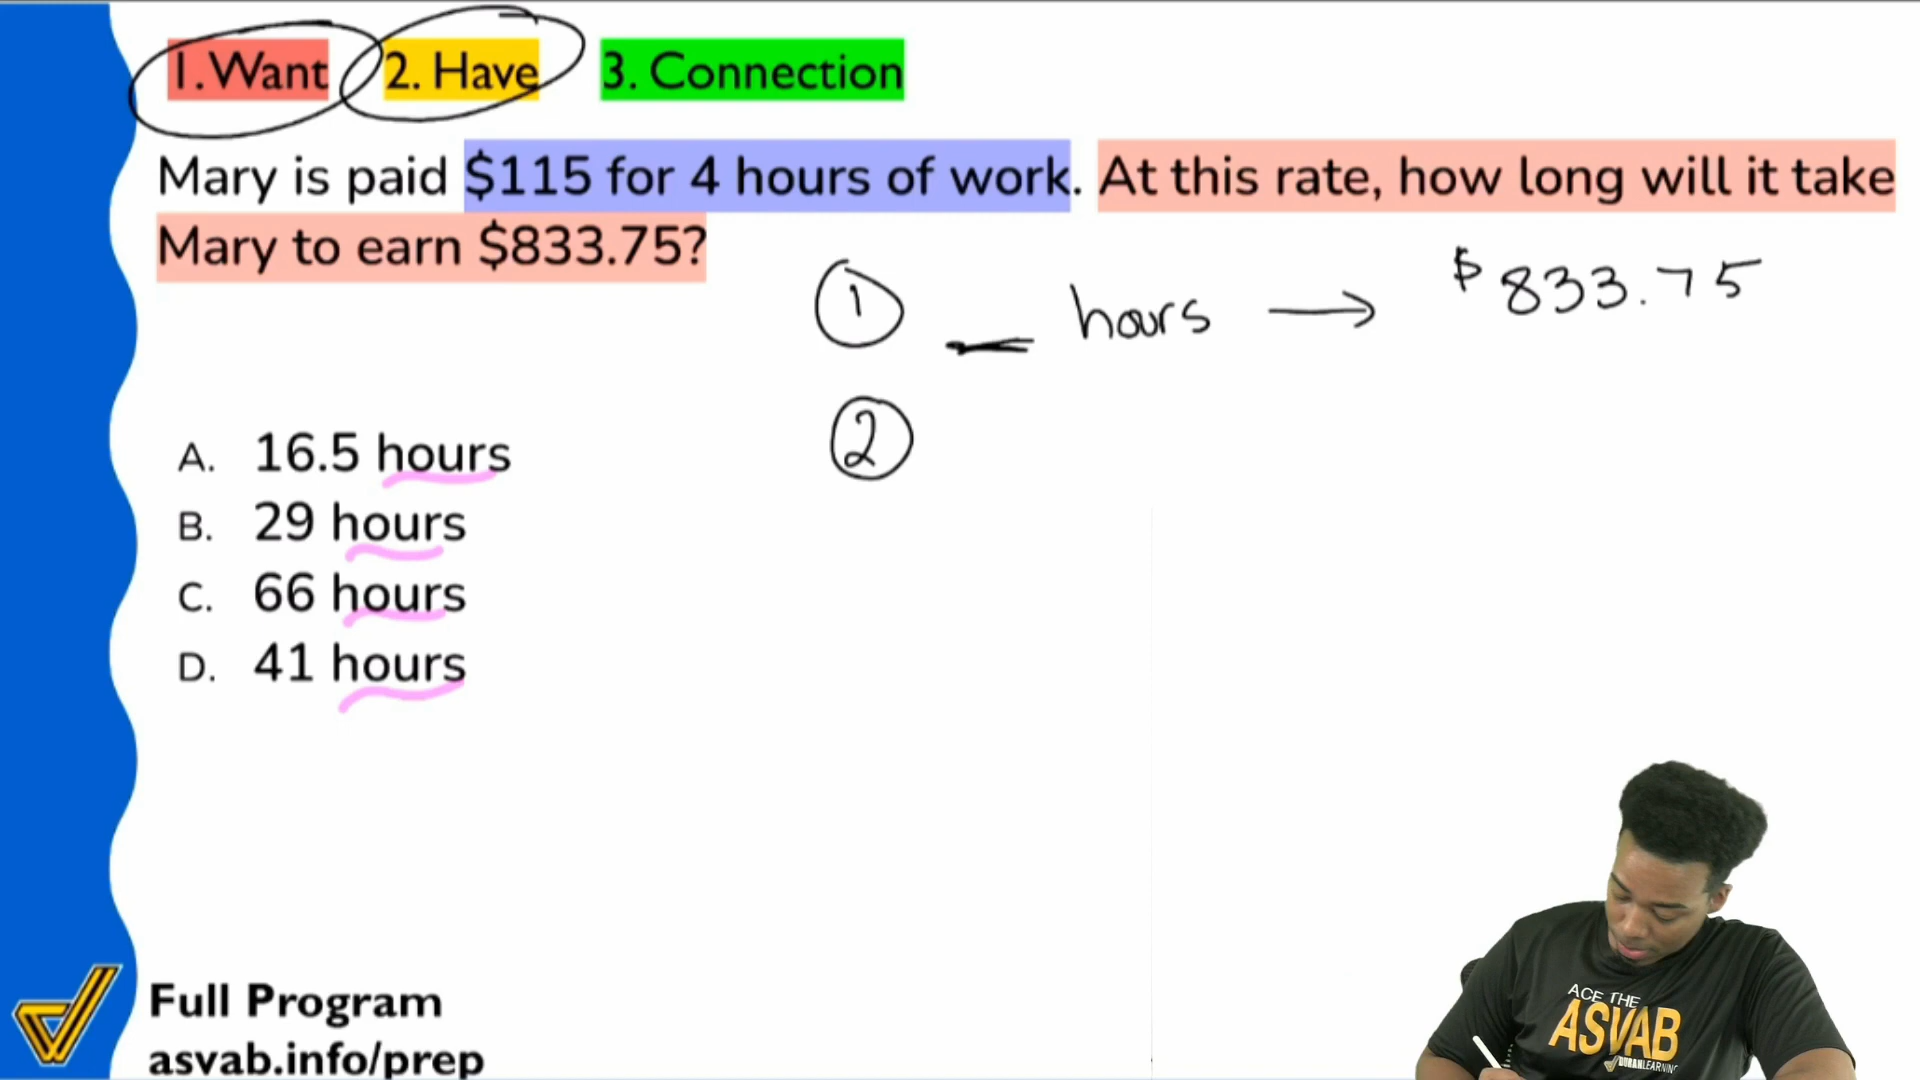 1. Want 2. Have 3. Connection
Mary is paid $115 for 4 hours of work. At this rate, how long will it take
Mary to earn $833.75?
1 __ hours → $833.75
2
A. 16.5 hours
B. 29 hours
C. 66 hours
D. 41 hours
Full Program
asvab.info/prep
ACE THE
ASVAB
DURANLEARNING